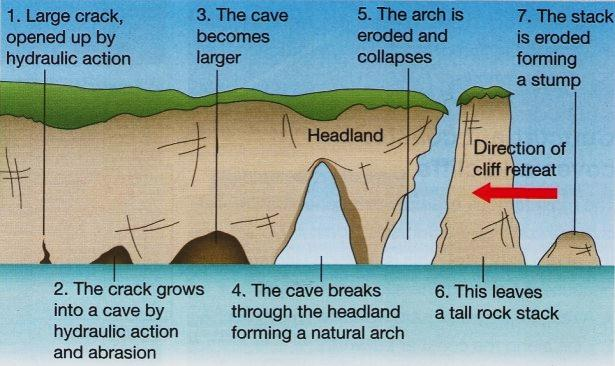 1. Large crack,
opened up by
hydraulic action
3. The cave
becomes
larger
5. The arch is
eroded and
collapses
7. The stack
is eroded
forming
a stump
Headland
Direction of
cliff retreat
2. The crack grows
into a cave by
hydraulic action
and abrasion
4. The cave breaks
through the headland
forming a natural arch
6. This leaves
a tall rock stack